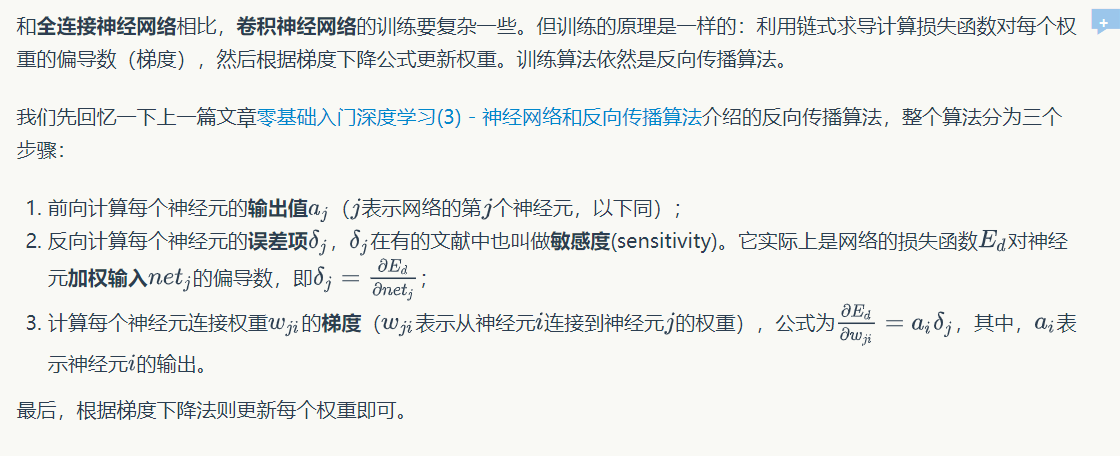 和全连接神经网络相比，卷积神经网络的训练要复杂一些。但训练的原理是一样的：利用链式求导计算损失函数对每个权
重的偏导数（梯度），然后根据梯度下降公式更新权重。训练算法依然是反向传播算法。
我们先回忆一下上一篇文章零基础入门深度学习(3) - 神经网络和反向传播算法介绍的反向传播算法，整个算法分为三个
步骤：
1. 前向计算每个神经元的输出值$a_j$（$j$表示网络的第$j$个神经元，以下同）；
2. 反向计算每个神经元的误差项$\delta_j$，$\delta_j$在有的文献中也叫做敏感度(sensitivity)。它实际上是网络的损失函数$E_d$对神经
元加权输入$net_j$的偏导数，即$\delta_j = \frac{\partial E_d}{\partial net_j}$；
3. 计算每个神经元连接权重$w_{ji}$的梯度（$w_{ji}$表示从神经元$i$连接到神经元$j$的权重），公式为$\frac{\partial E_d}{\partial w_{ji}} = a_i \delta_j$，其中，$a_i$表
示神经元$i$的输出。
最后，根据梯度下降法则更新每个权重即可。